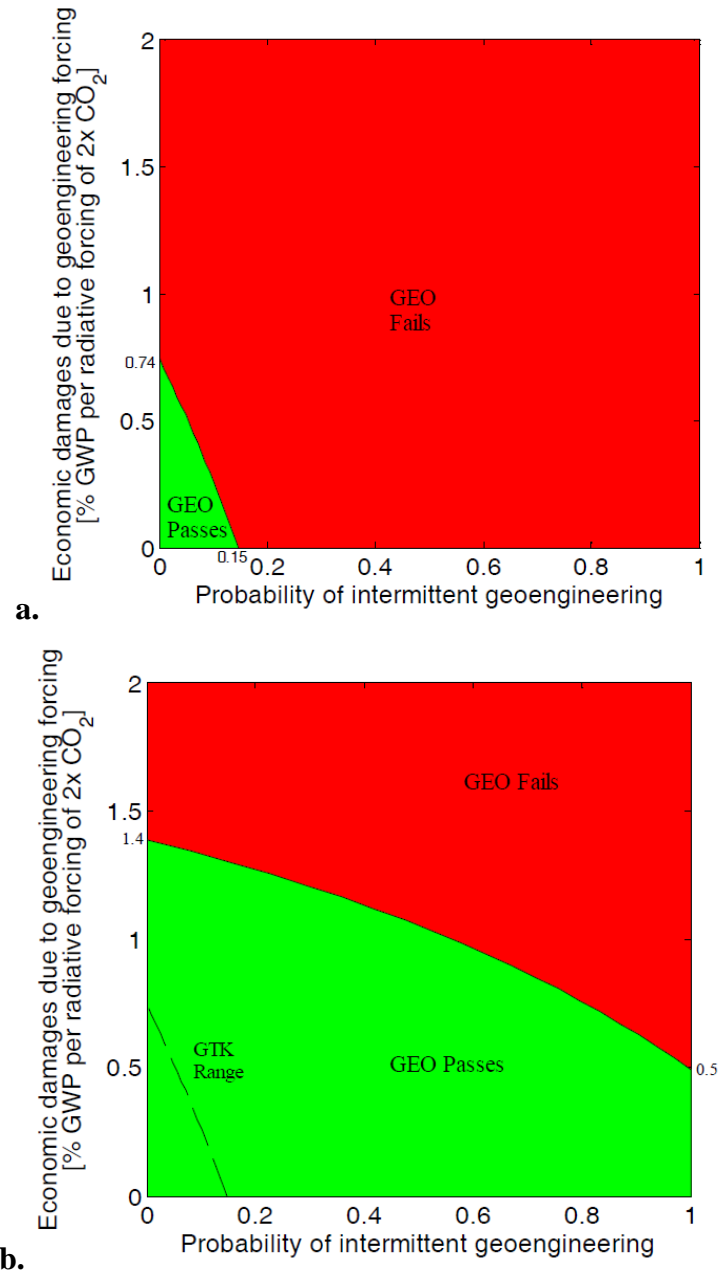 Economic damages due to geoengineering forcing
[% GWP per radiative forcing of 2x CO2]
2
1.5
1
0.74
0.5
0
GEO
Fails
GEO
Passes
0.15
0 0.2 0.4 0.6 0.8 1
Probability of intermittent geoengineering
a.
Economic damages due to geoengineering forcing
[% GWP per radiative forcing of 2x CO2]
2
1.5
1.4
1
0.5
0
GEO Fails
GTK
Range
GEO Passes
0.5
0 0.2 0.4 0.6 0.8 1
Probability of intermittent geoengineering
b.